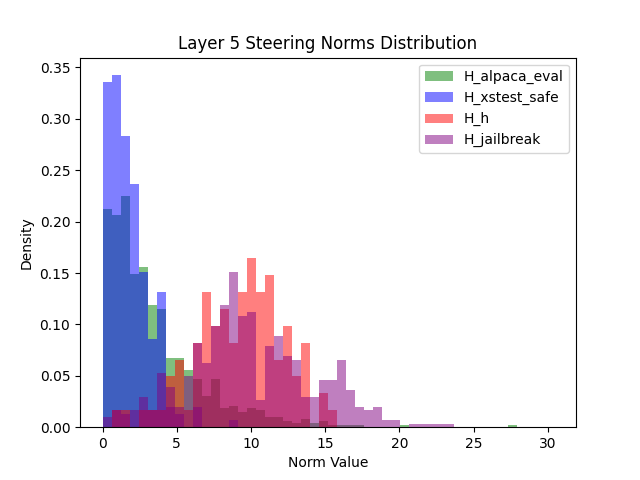 Layer 5 Steering Norms Distribution
H_alpaca_eval
H_xstest_safe
H_h
H_jailbreak
0.35
0.30
0.25
0.20
0.15
0.10
0.05
0.00
Density
0 5 10 15 20 25 30
Norm Value